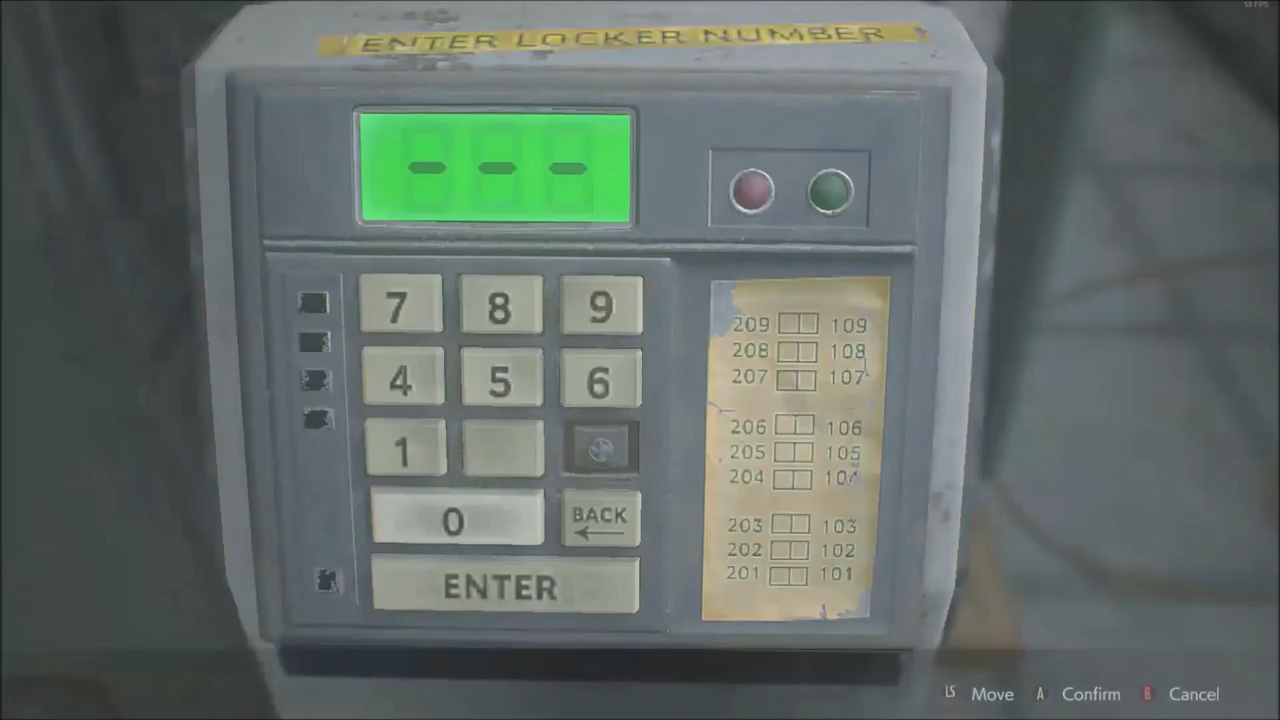 ENTER LOCKER NUMBER
7 8 9
4 5 6
1
0 BACK
ENTER
209 109
208 108
207 107
206 106
205 105
204 104
203 103
202 102
201 101
LS Move A Confirm B Cancel